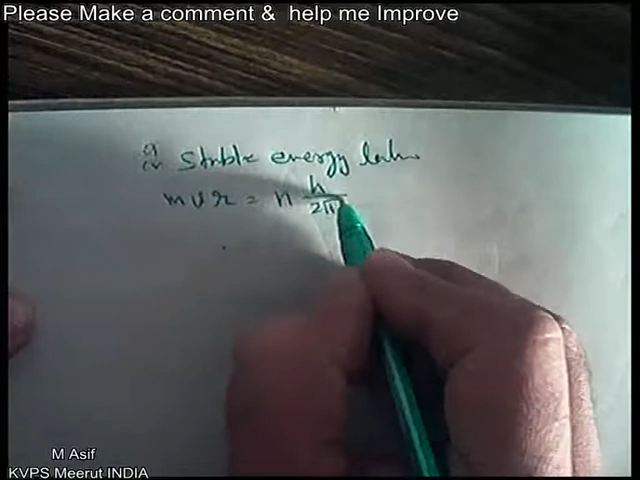 Please Make a comment & help me Improve
Stable energy
mvr = n h/2π
M Asif
KVPS Meerut INDIA